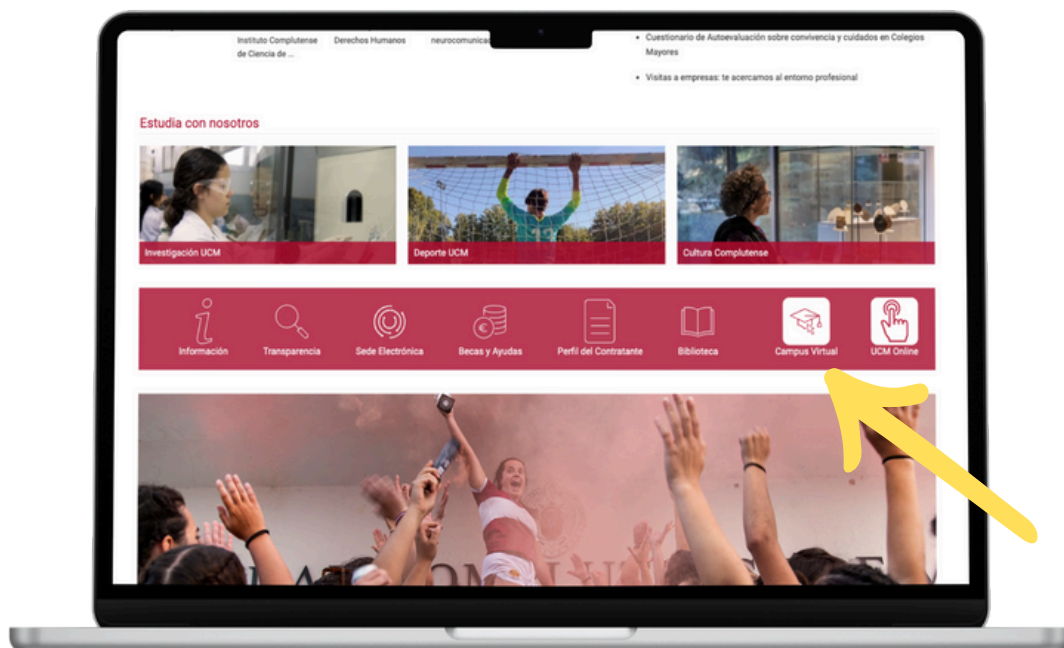 Instituto Complutense
de Ciencia de ...
Derechos Humanos
Cuestionario de Autoevaluación sobre convivencia y cuidados en Colegios
Mayores
Visitas a empresas: te acercamos al entorno profesional
Estudia con nosotros
Investigación UCM
Deporte UCM
Cultura Complutense
Información
Transparencia
Sede Electrónica
Becas y Ayudas
Perfil del Contratante
Biblioteca
Campus Virtual
UCM Online